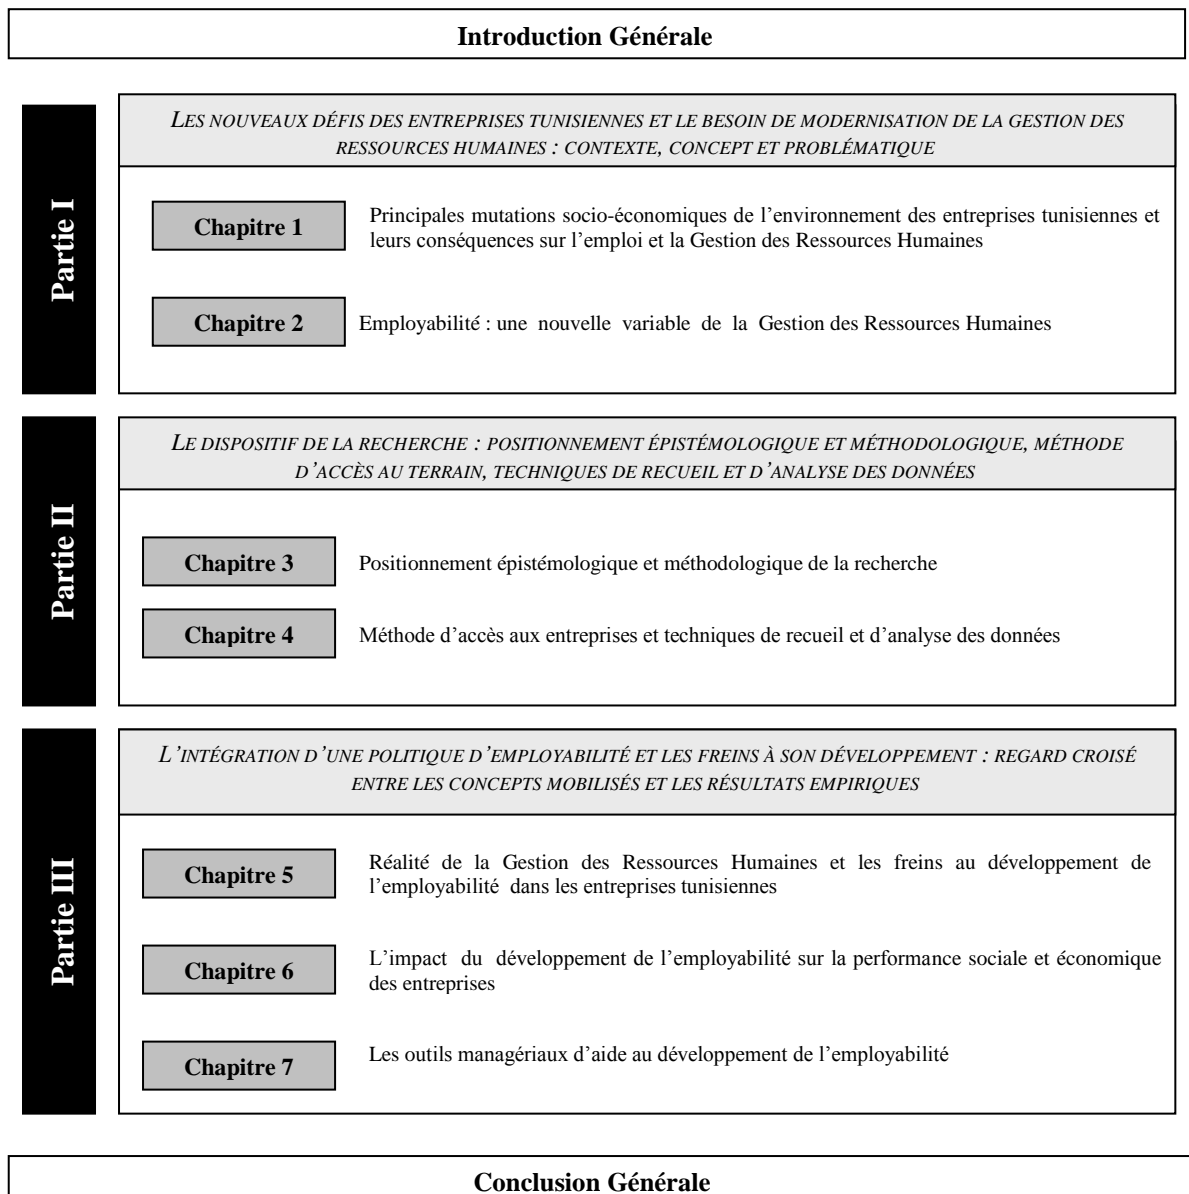 Introduction Générale
Partie I
LES NOUVEAUX DÉFIS DES ENTREPRISES TUNISIENNES ET LE BESOIN DE MODERNISATION DE LA GESTION DES
RESSOURCES HUMAINES : CONTEXTE, CONCEPT ET PROBLÉMATIQUE
Chapitre 1
Principales mutations socio-économiques de l’environnement des entreprises tunisiennes et
leurs conséquences sur l’emploi et la Gestion des Ressources Humaines
Chapitre 2
Employabilité : une nouvelle variable de la Gestion des Ressources Humaines
Partie II
LE DISPOSITIF DE LA RECHERCHE : POSITIONNEMENT ÉPISTÉMOLOGIQUE ET MÉTHODOLOGIQUE, MÉTHODE
D’ACCÈS AU TERRAIN, TECHNIQUES DE RECUEIL ET D’ANALYSE DES DONNÉES
Chapitre 3
Positionnement épistémologique et méthodologique de la recherche
Chapitre 4
Méthode d’accès aux entreprises et techniques de recueil et d’analyse des données
Partie III
L’INTÉGRATION D’UNE POLITIQUE D’EMPLOYABILITÉ ET LES FREINS À SON DÉVELOPPEMENT : REGARD CROISÉ
ENTRE LES CONCEPTS MOBILISÉS ET LES RÉSULTATS EMPIRIQUES
Chapitre 5
Réalité de la Gestion des Ressources Humaines et les freins au développement de
l’employabilité dans les entreprises tunisiennes
Chapitre 6
L’impact du développement de l’employabilité sur la performance sociale et économique
des entreprises
Chapitre 7
Les outils managériaux d’aide au développement de l’employabilité
Conclusion Générale